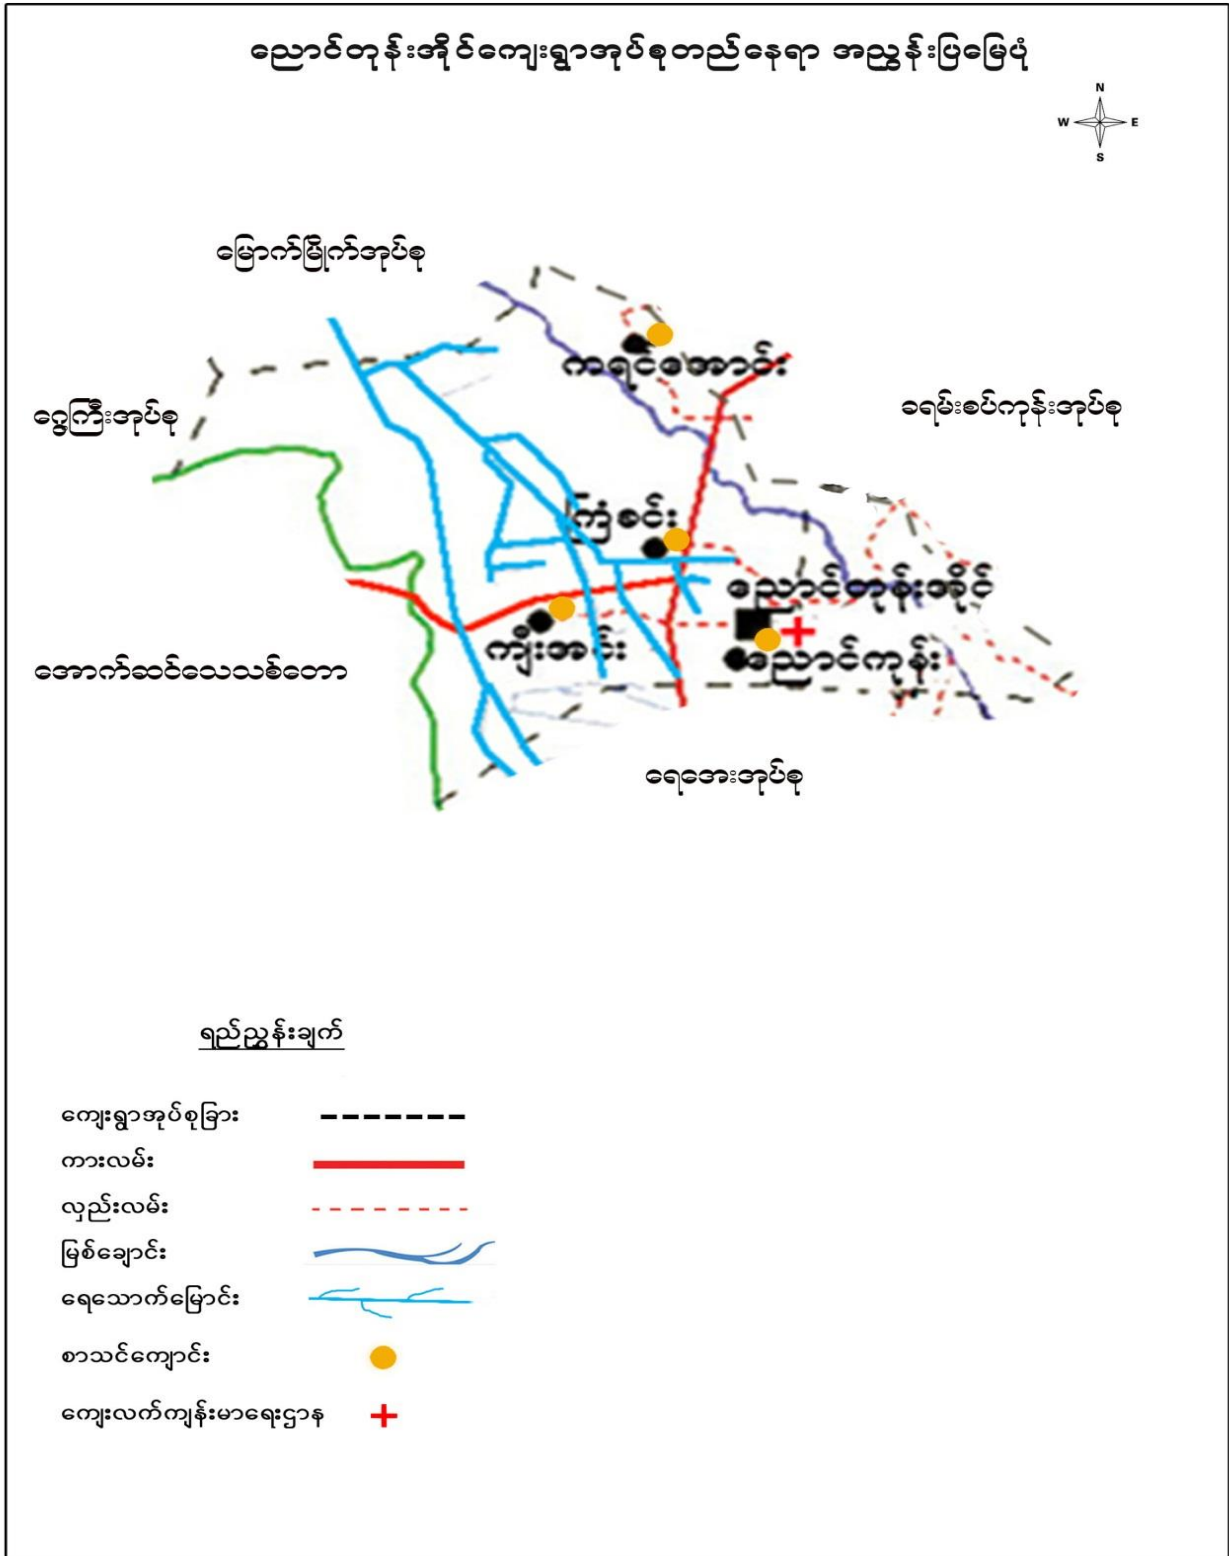 ညောင်တုန်းအိုင်ကျေးရွာအုပ်စုတည်နေရာ အညွှန်းပြမြေပုံ
N
W E
S
မြောက်မြိုက်အုပ်စု
ကရင်အောင်း
ဂွေကြီးအုပ်စု
ခရမ်းစပ်ကုန်းအုပ်စု
ကြံခင်း
ညောင်တုန်းအိုင်
ကျီးအင်း
ညောင်ကုန်း
အောက်ဆင်သေသစ်တော
ရေအေးအုပ်စု
ရည်ညွှန်းချက်
ကျေးရွာအုပ်စုခြား
ကားလမ်း
လှည်းလမ်း
မြစ်ချောင်း
ရေသောက်မြောင်း
စာသင်ကျောင်း
ကျေးလက်ကျန်းမာရေးဌာန